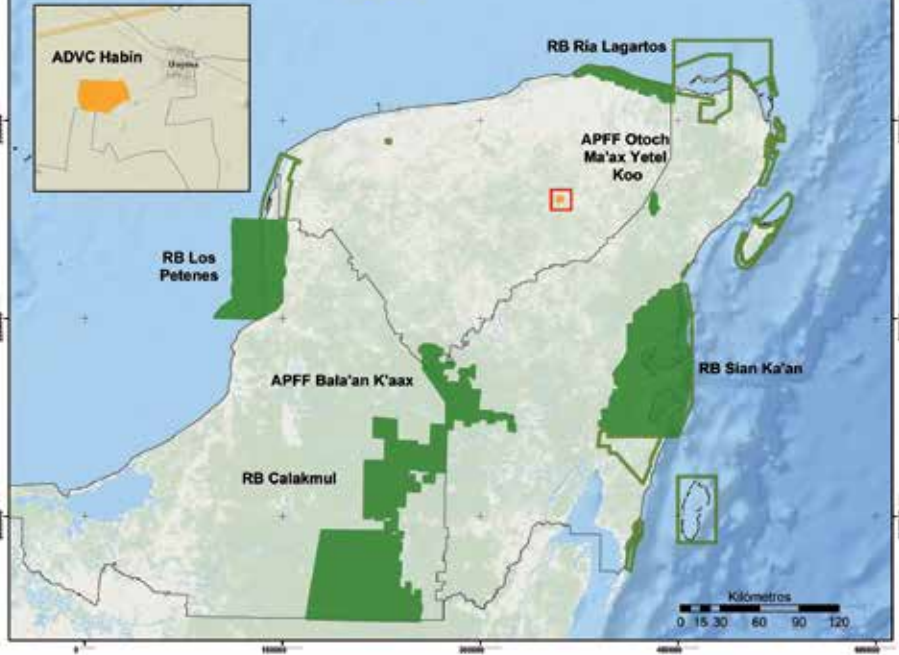 ADVC Habin
RB Ría Lagartos
APFF Otoch
Ma'ax Yetel
Koo
RB Los
Petenes
APFF Bala'an K'aax
RB Sian Ka'an
RB Calakmul
Kilómetros
0 15 30 60 90 120